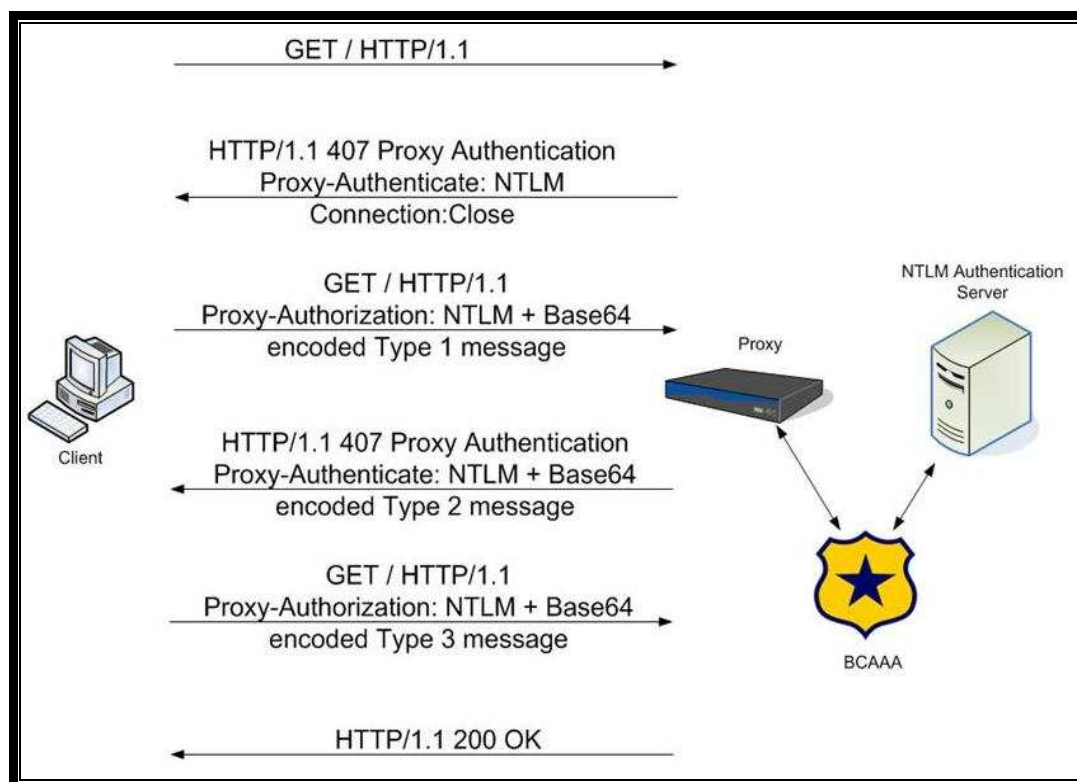 GET / HTTP/1.1
HTTP/1.1 407 Proxy Authentication
Proxy-Authenticate: NTLM
Connection:Close
GET / HTTP/1.1
Proxy-Authorization: NTLM + Base64
encoded Type 1 message
NTLM Authentication
Server
Proxy
Client
HTTP/1.1 407 Proxy Authentication
Proxy-Authenticate: NTLM + Base64
encoded Type 2 message
GET / HTTP/1.1
Proxy-Authorization: NTLM + Base64
encoded Type 3 message
BCAAA
HTTP/1.1 200 OK